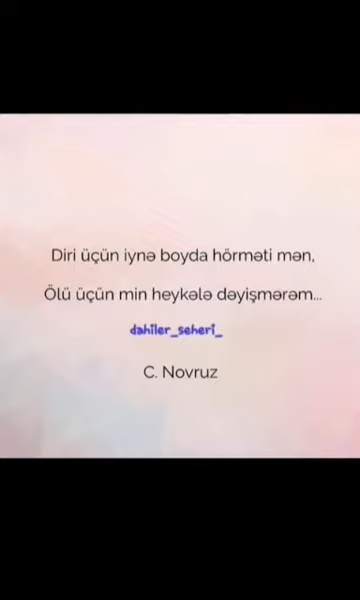 Diri üçün iynə boyda hörməti mən,
Ölü üçün min heykələ dəyişmərəm...
dahiler_seheri_
C. Novruz